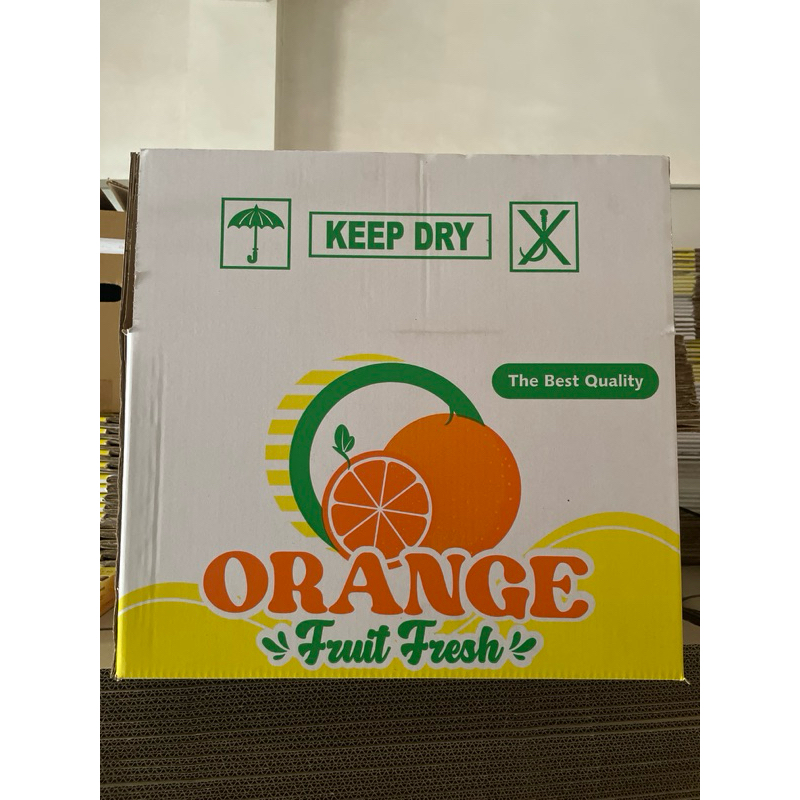 KEEP DRY
The Best Quality
ORANGE
Fruit Fresh